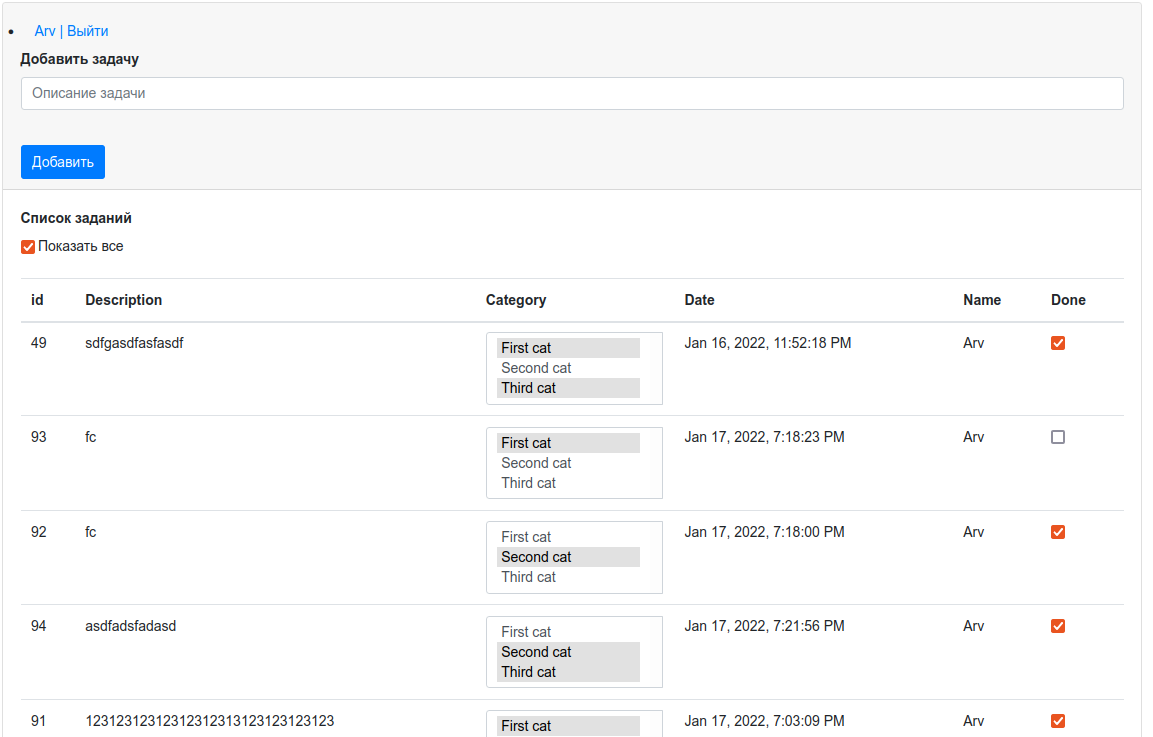 Arv | Выйти
Добавить задачу
Описание задачи
Добавить
Список заданий
Показать все
id Description Category Date Name Done
49 sdfgasdfasfasdf First cat Jan 16, 2022, 11:52:18 PM Arv
Second cat
Third cat
93 fc First cat Jan 17, 2022, 7:18:23 PM Arv
Second cat
Third cat
92 fc First cat Jan 17, 2022, 7:18:00 PM Arv
Second cat
Third cat
94 asdfadsfadasd First cat Jan 17, 2022, 7:21:56 PM Arv
Second cat
Third cat
91 12312312312312312313123123123123 First cat Jan 17, 2022, 7:03:09 PM Arv